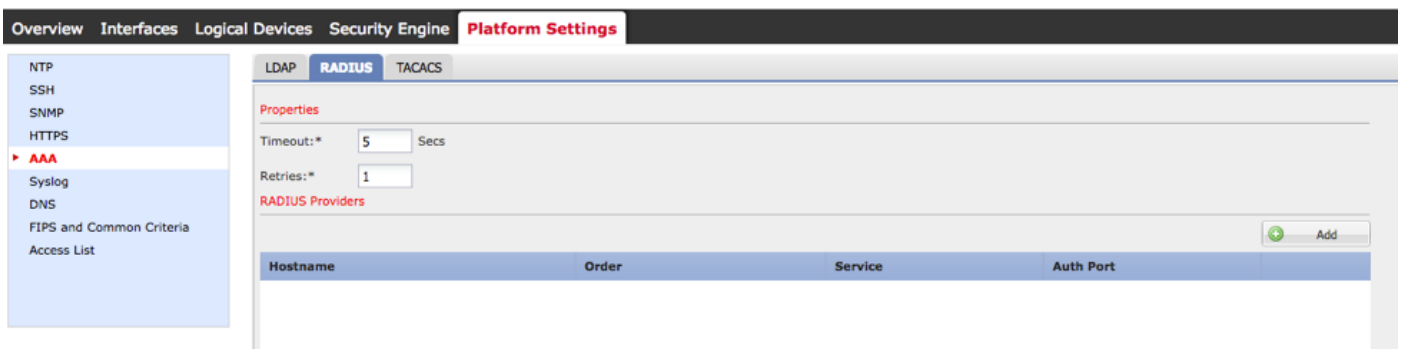 Overview Interfaces Logical Devices Security Engine Platform Settings
NTP
SSH
SNMP
HTTPS
AAA
Syslog
DNS
FIPS and Common Criteria
Access List
LDAP RADIUS TACACS
Properties
Timeout:* 5 Secs
Retries:* 1
RADIUS Providers
Add
Hostname Order Service Auth Port